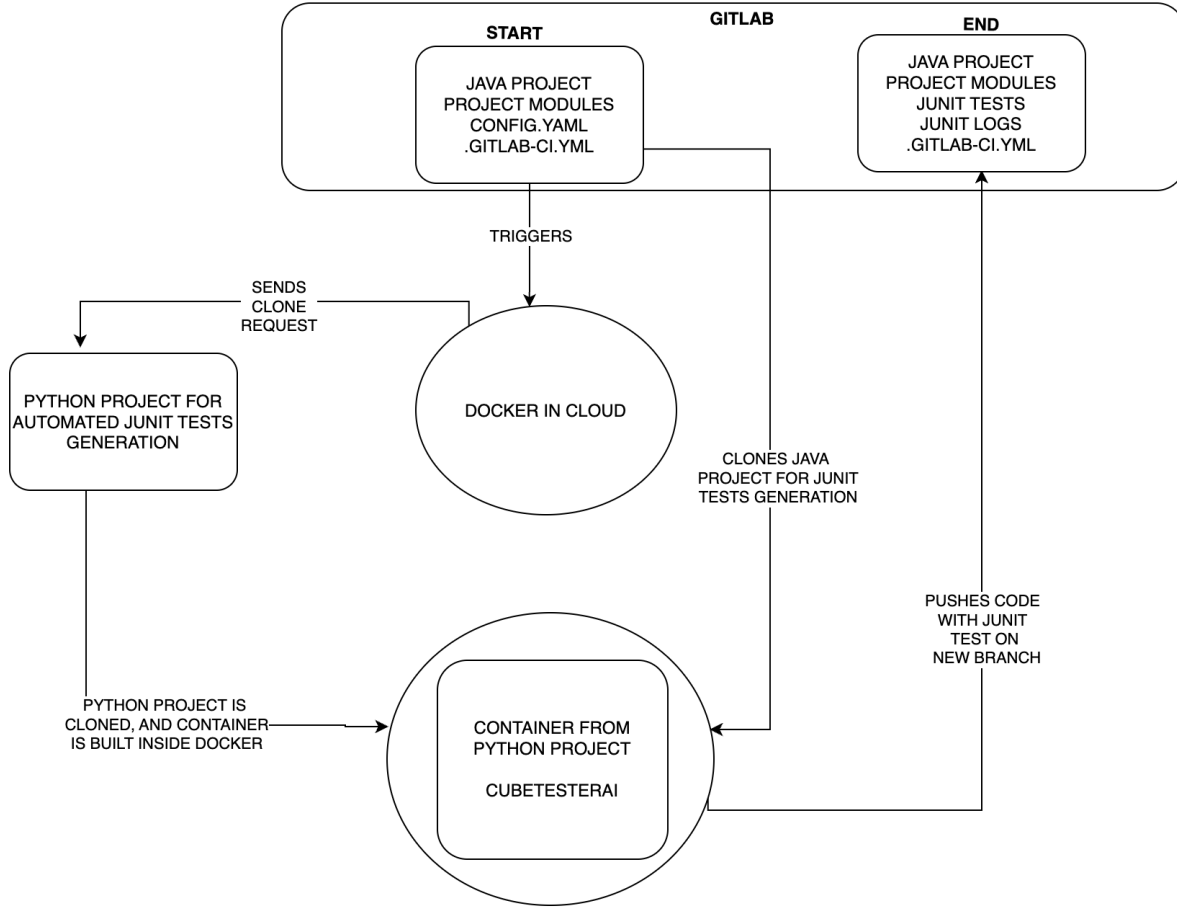 GITLAB
START
JAVA PROJECT
PROJECT MODULES
CONFIG.YAML
.GITLAB-CI.YML
END
JAVA PROJECT
PROJECT MODULES
JUNIT TESTS
JUNIT LOGS
.GITLAB-CI.YML
TRIGGERS
SENDS
CLONE
REQUEST
PYTHON PROJECT FOR
AUTOMATED JUNIT TESTS
GENERATION
DOCKER IN CLOUD
CLONES JAVA
PROJECT FOR JUNIT
TESTS GENERATION
PUSHES CODE
WITH JUNIT
TEST ON
NEW BRANCH
PYTHON PROJECT IS
CLONED, AND CONTAINER
IS BUILT INSIDE DOCKER
CONTAINER FROM
PYTHON PROJECT
CUBETESTERAI